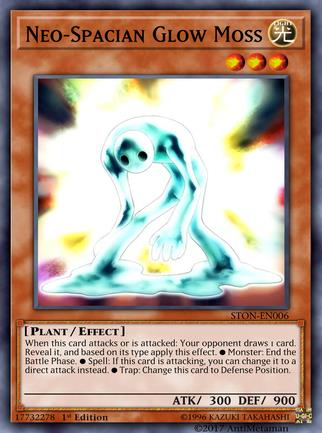 NEO-SPACIAN GLOW MOSS
LIGHT
光
STON-EN006
[ PLANT / EFFECT ]
When this card attacks or is attacked: Your opponent draws 1 card.
Reveal it, and based on its type apply this effect. ● Monster: End the
Battle Phase. ● Spell: If this card is attacking, you can change it to a
direct attack instead. ● Trap: Change this card to Defense Position.
ATK/ 300 DEF/ 900
17732278 1st Edition ©1996 KAZUKI TAKAHASHI
©2017 AntiMetaman